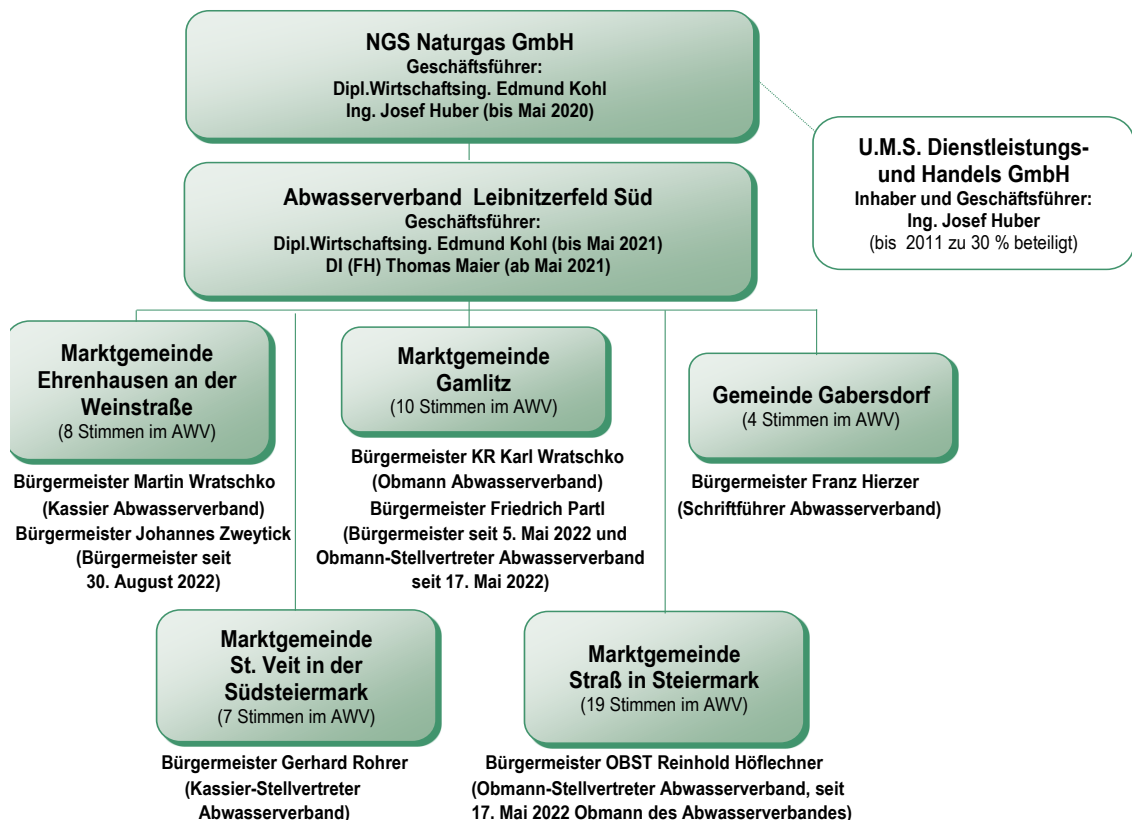 NGS Naturgas GmbH
Geschäftsführer:
Dipl.Wirtschaftsing. Edmund Kohl
Ing. Josef Huber (bis Mai 2020)
U.M.S. Dienstleistungs-
und Handels GmbH
Inhaber und Geschäftsführer:
Ing. Josef Huber
(bis 2011 zu 30 % beteiligt)
Abwasserverband Leibnitzerfeld Süd
Geschäftsführer:
Dipl.Wirtschaftsing. Edmund Kohl (bis Mai 2021)
DI (FH) Thomas Maier (ab Mai 2021)
Marktgemeinde
Ehrenhausen an der
Weinstraße
(8 Stimmen im AWV)
Bürgermeister Martin Wratschko
(Kassier Abwasserverband)
Bürgermeister Johannes Zweytick
(Bürgermeister seit
30. August 2022)
Marktgemeinde
Gamlitz
(10 Stimmen im AWV)
Bürgermeister KR Karl Wratschko
(Obmann Abwasserverband)
Bürgermeister Friedrich Partl
(Bürgermeister seit 5. Mai 2022 und
Obmann-Stellvertreter Abwasserverband
seit 17. Mai 2022)
Gemeinde Gabersdorf
(4 Stimmen im AWV)
Bürgermeister Franz Hierzer
(Schriftführer Abwasserverband)
Marktgemeinde
St. Veit in der
Südsteiermark
(7 Stimmen im AWV)
Bürgermeister Gerhard Rohrer
(Kassier-Stellvertreter
Abwasserverband)
Marktgemeinde
Straß in Steiermark
(19 Stimmen im AWV)
Bürgermeister OBST Reinhold Höflechner
(Obmann-Stellvertreter Abwasserverband, seit
17. Mai 2022 Obmann des Abwasserverbandes)